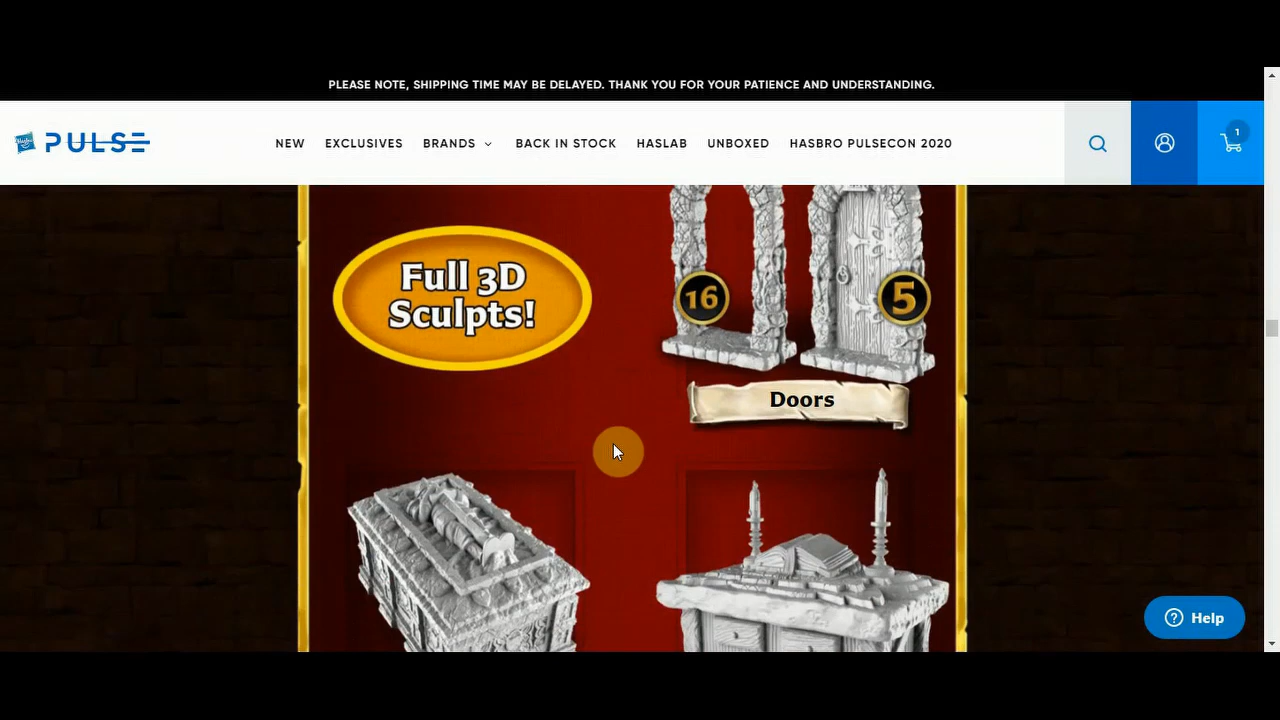 PLEASE NOTE, SHIPPING TIME MAY BE DELAYED. THANK YOU FOR YOUR PATIENCE AND UNDERSTANDING.
Hasbro PULSE NEW EXCLUSIVES BRANDS BACK IN STOCK HASLAB UNBOXED HASBRO PULSECON 2020 1
Full 3D
Sculpts!
16 5
Doors
Help